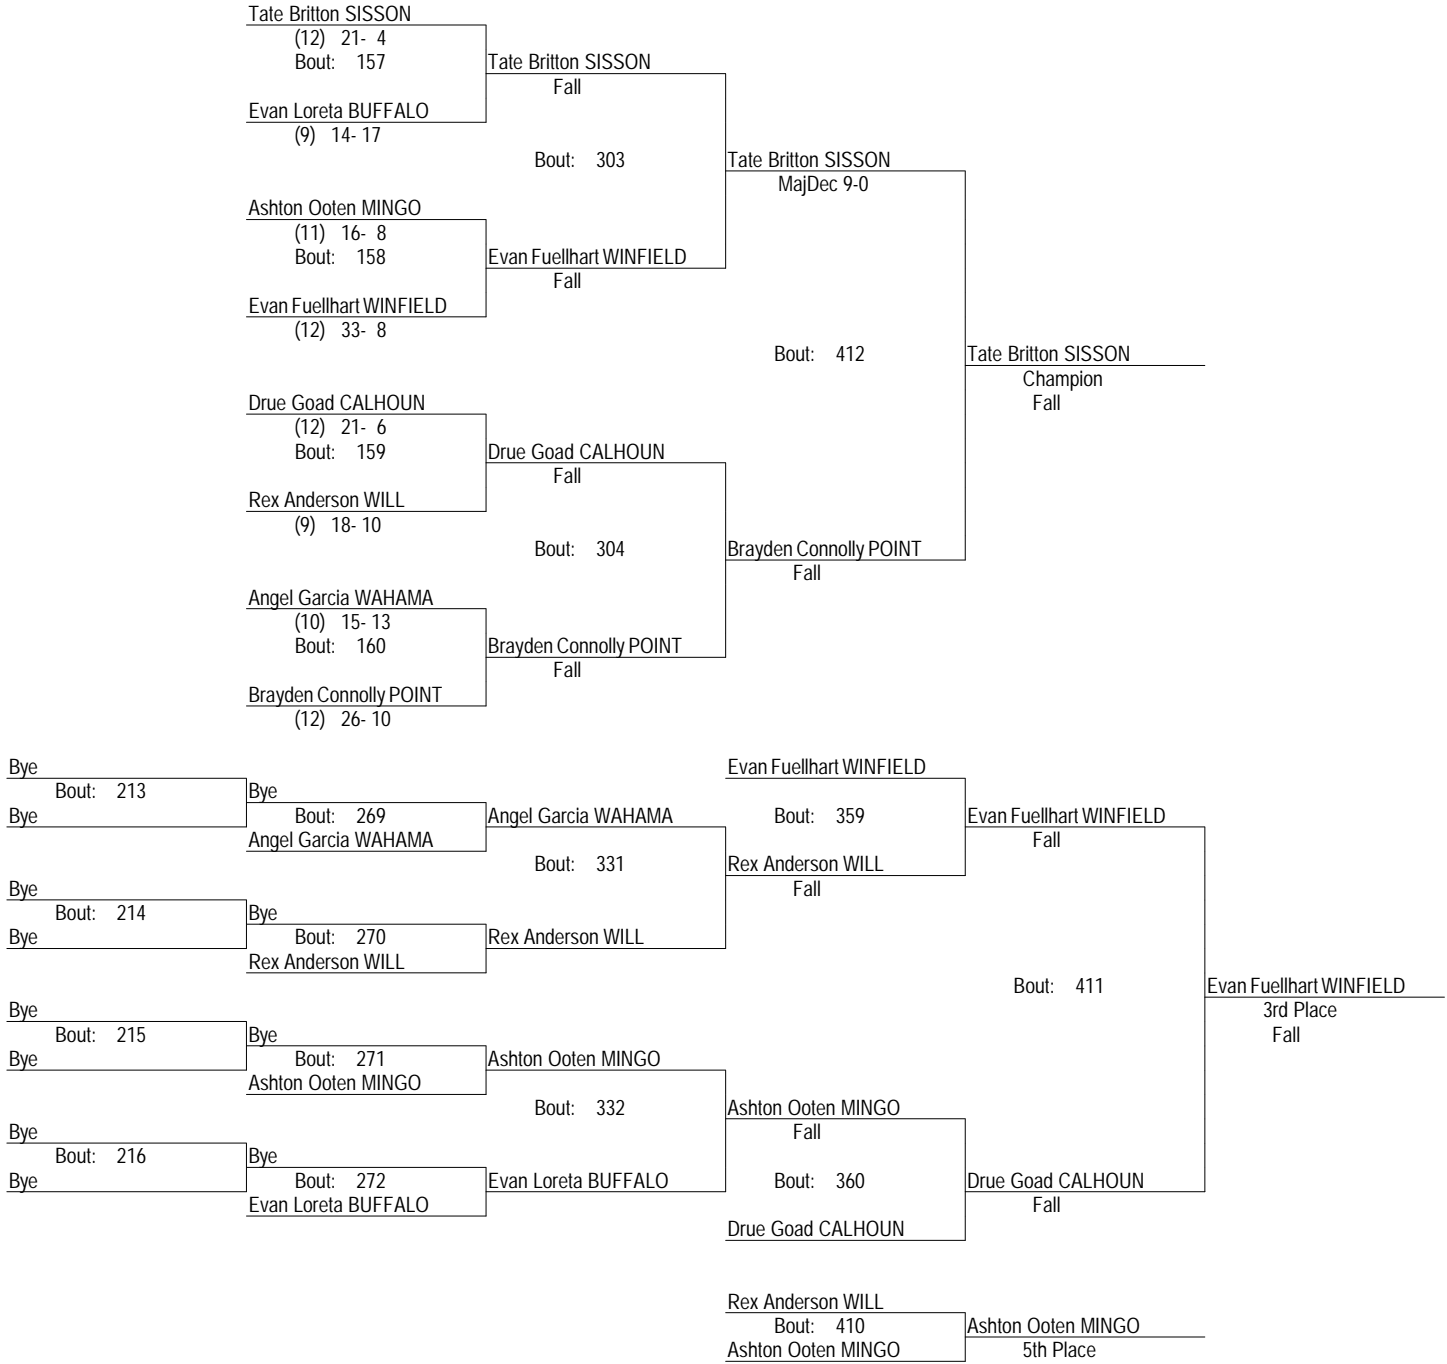 Tate Britton SISSON
(12) 21- 4
Bout: 157
Tate Britton SISSON
Fall
Evan Loreta BUFFALO
(9) 14- 17
Bout: 303
Tate Britton SISSON
MajDec 9-0
Ashton Ooten MINGO
(11) 16- 8
Bout: 158
Evan Fuellhart WINFIELD
Fall
Evan Fuellhart WINFIELD
(12) 33- 8
Bout: 412
Tate Britton SISSON
Champion
Fall
Drue Goad CALHOUN
(12) 21- 6
Bout: 159
Drue Goad CALHOUN
Fall
Rex Anderson WILL
(9) 18- 10
Bout: 304
Brayden Connolly POINT
Fall
Angel Garcia WAHAMA
(10) 15- 13
Bout: 160
Brayden Connolly POINT
Fall
Brayden Connolly POINT
(12) 26- 10
Bye
Bout: 213
Bye
Bye
Bout: 269
Angel Garcia WAHAMA
Angel Garcia WAHAMA
Bout: 331
Evan Fuellhart WINFIELD
Bout: 359
Rex Anderson WILL
Fall
Evan Fuellhart WINFIELD
Fall
Bye
Bout: 214
Bye
Bye
Bout: 270
Rex Anderson WILL
Rex Anderson WILL
Bout: 411
Evan Fuellhart WINFIELD
3rd Place
Fall
Bye
Bout: 215
Bye
Bye
Bout: 271
Ashton Ooten MINGO
Ashton Ooten MINGO
Bout: 332
Ashton Ooten MINGO
Fall
Bye
Bout: 216
Bye
Bye
Bout: 272
Evan Loreta BUFFALO
Evan Loreta BUFFALO
Bout: 360
Drue Goad CALHOUN
Drue Goad CALHOUN
Fall
Rex Anderson WILL
Bout: 410
Ashton Ooten MINGO
Ashton Ooten MINGO
5th Place